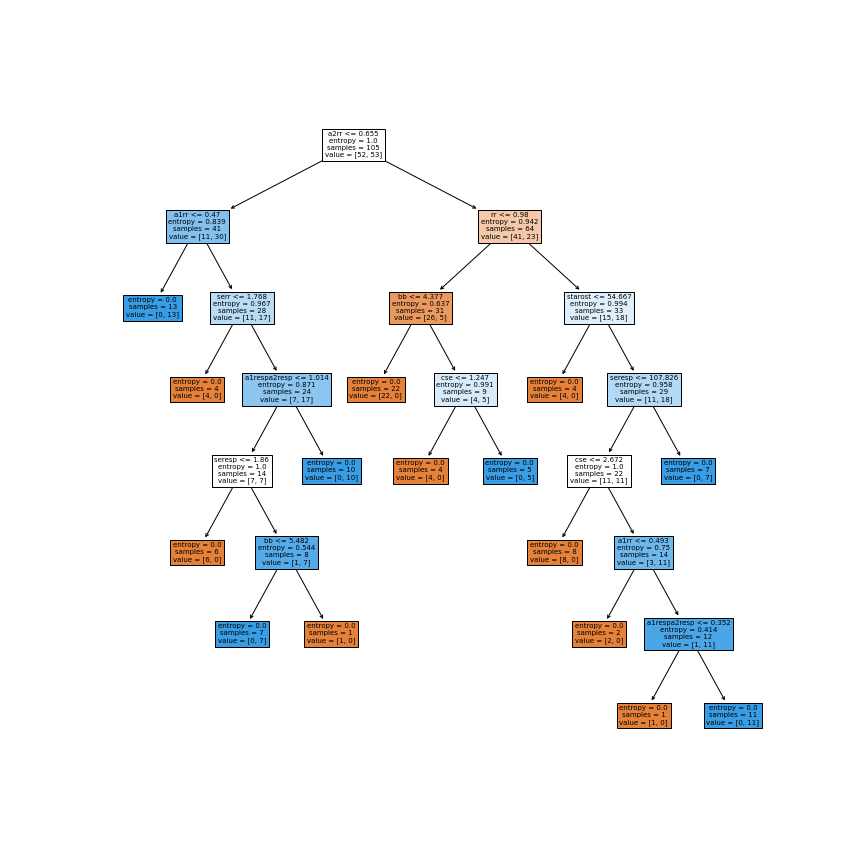 a2rr <= 0.655
entropy = 1.0
samples = 105
value = [52, 53]
a1rr <= 0.47
entropy = 0.839
samples = 41
value = [11, 30]
rr <= 0.98
entropy = 0.942
samples = 64
value = [41, 23]
entropy = 0.0
samples = 13
value = [0, 13]
serr <= 1.768
entropy = 0.967
samples = 28
value = [11, 17]
bb <= 4.377
entropy = 0.637
samples = 31
value = [26, 5]
starost <= 54.667
entropy = 0.994
samples = 33
value = [15, 18]
entropy = 0.0
samples = 4
value = [4, 0]
a1respa2resp <= 1.014
entropy = 0.871
samples = 24
value = [7, 17]
entropy = 0.0
samples = 22
value = [22, 0]
cse <= 1.247
entropy = 0.991
samples = 9
value = [4, 5]
entropy = 0.0
samples = 4
value = [4, 0]
seresp <= 107.826
entropy = 0.958
samples = 29
value = [11, 18]
seresp <= 1.86
entropy = 1.0
samples = 14
value = [7, 7]
entropy = 0.0
samples = 10
value = [0, 10]
entropy = 0.0
samples = 4
value = [4, 0]
entropy = 0.0
samples = 5
value = [0, 5]
cse <= 2.672
entropy = 1.0
samples = 22
value = [11, 11]
entropy = 0.0
samples = 7
value = [0, 7]
entropy = 0.0
samples = 6
value = [6, 0]
bb <= 5.482
entropy = 0.544
samples = 8
value = [1, 7]
entropy = 0.0
samples = 8
value = [8, 0]
a1rr <= 0.493
entropy = 0.75
samples = 14
value = [3, 11]
entropy = 0.0
samples = 7
value = [0, 7]
entropy = 0.0
samples = 1
value = [1, 0]
entropy = 0.0
samples = 2
value = [2, 0]
a1respa2resp <= 0.352
entropy = 0.414
samples = 12
value = [1, 11]
entropy = 0.0
samples = 1
value = [1, 0]
entropy = 0.0
samples = 11
value = [0, 11]